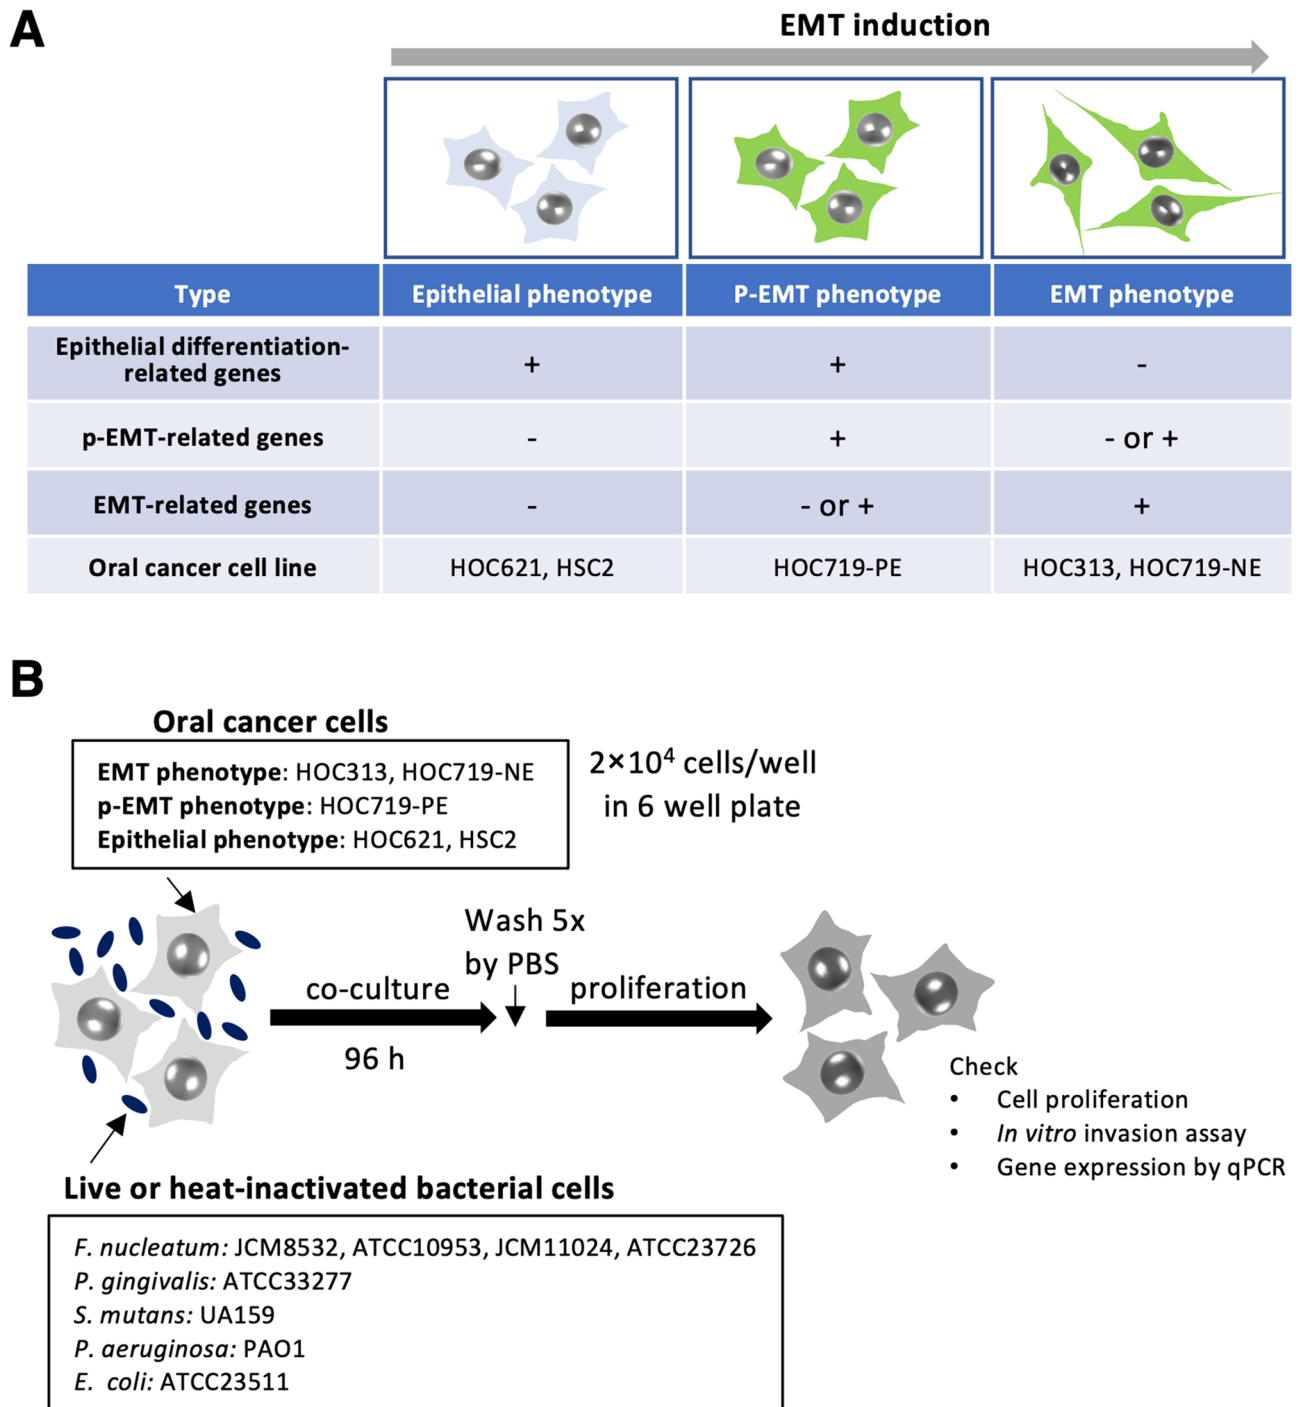 A
EMT induction
Type
Epithelial phenotype
P-EMT phenotype
EMT phenotype
Epithelial differentiation-
related genes
+
+
-
p-EMT-related genes
-
+
- or +
EMT-related genes
-
- or +
+
Oral cancer cell line
HOC621, HSC2
HOC719-PE
HOC313, HOC719-NE
B
Oral cancer cells
EMT phenotype: HOC313, HOC719-NE
p-EMT phenotype: HOC719-PE
Epithelial phenotype: HOC621, HSC2
2×10⁴ cells/well
in 6 well plate
Wash 5x
by PBS
co-culture
96 h
proliferation
Check
• Cell proliferation
• In vitro invasion assay
• Gene expression by qPCR
Live or heat-inactivated bacterial cells
F. nucleatum: JCM8532, ATCC10953, JCM11024, ATCC23726
P. gingivalis: ATCC33277
S. mutans: UA159
P. aeruginosa: PAO1
E. coli: ATCC23511